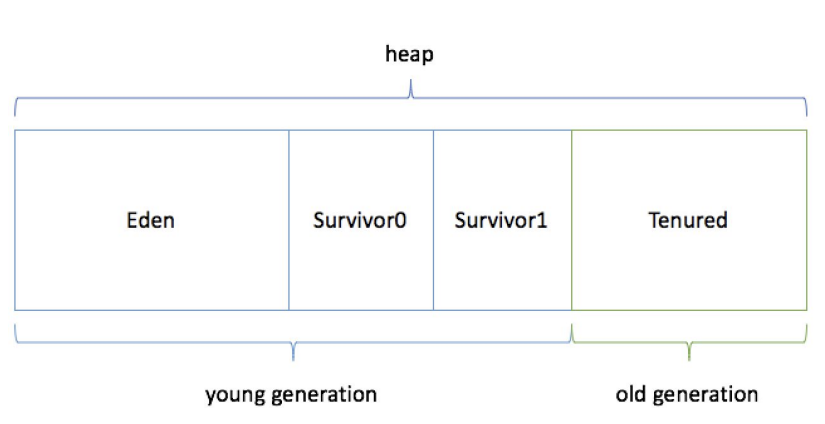 heap
Eden
Survivor0
Survivor1
Tenured
young generation
old generation